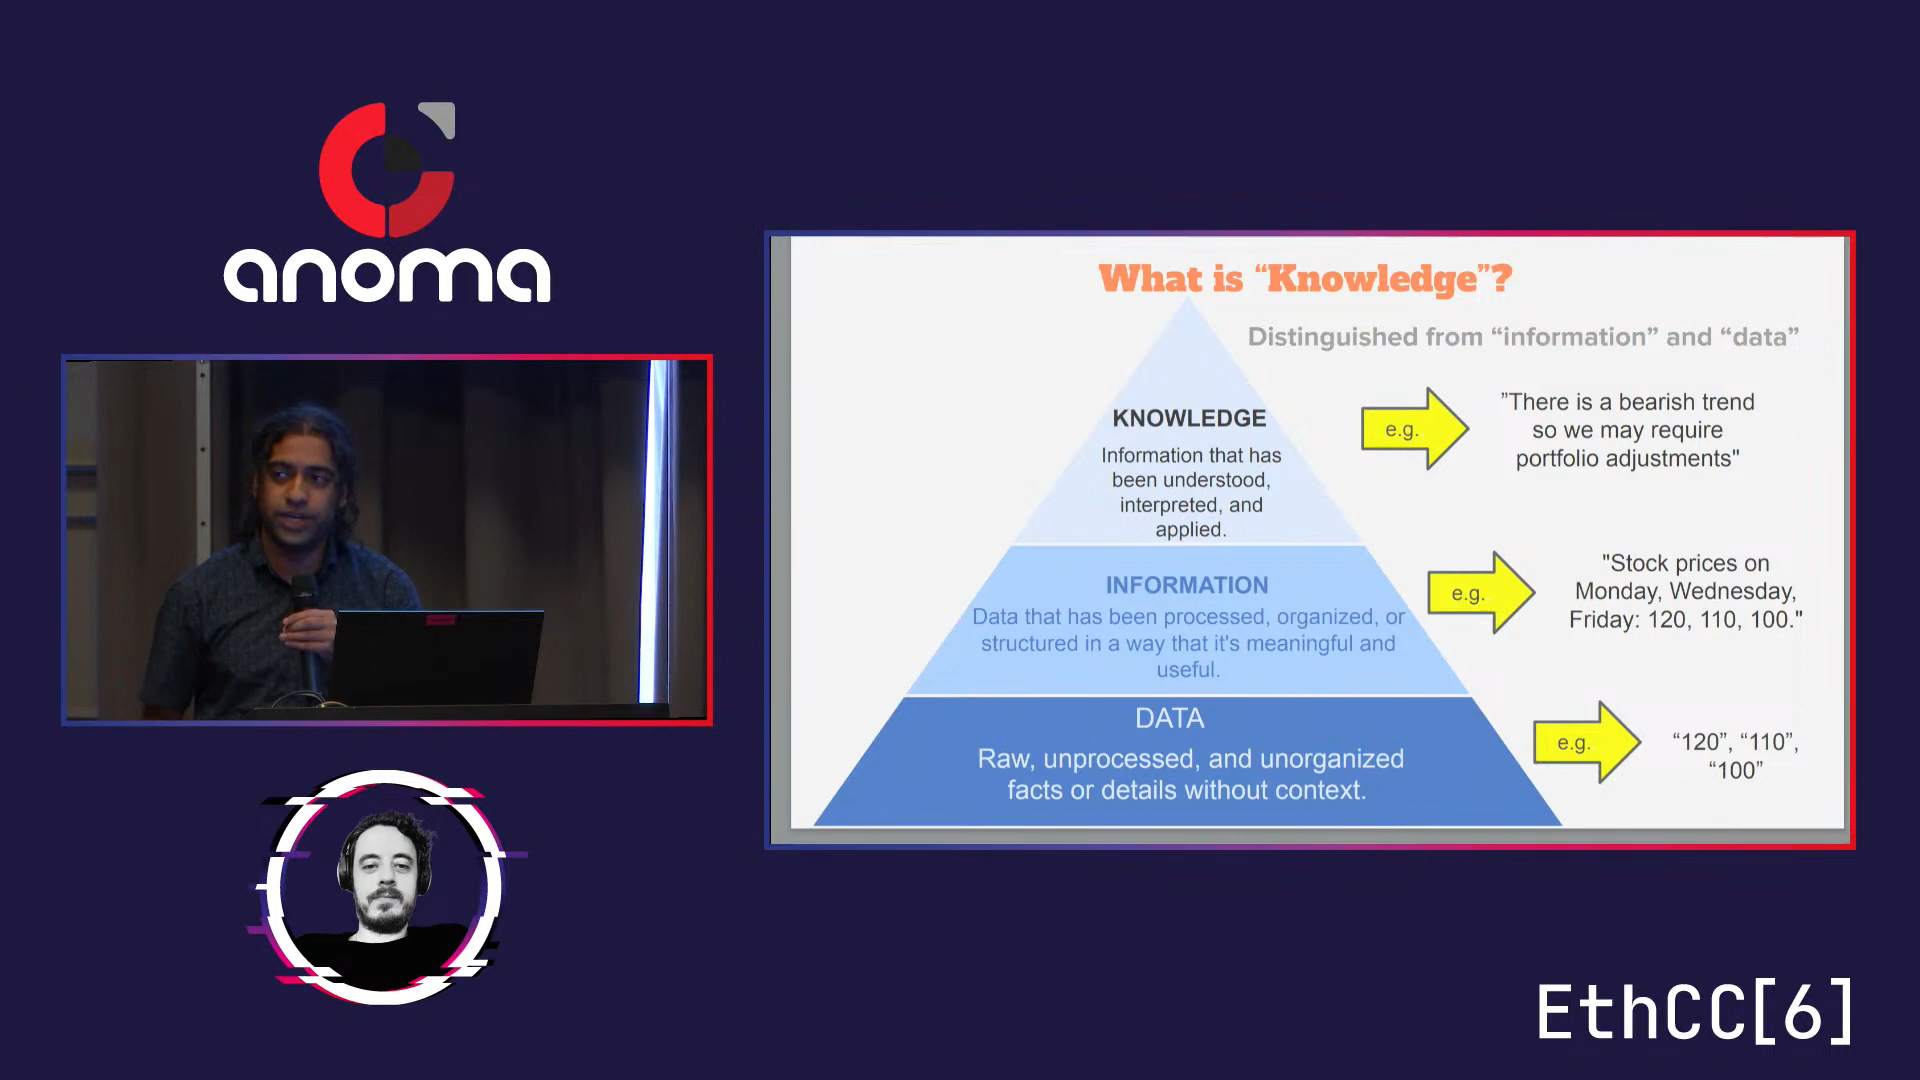 anoma
What is “Knowledge”?
Distinguished from “information” and “data”
KNOWLEDGE
Information that has
been understood,
interpreted, and
applied.
e.g.
”There is a bearish trend
so we may require
portfolio adjustments"
INFORMATION
Data that has been processed, organized, or
structured in a way that it's meaningful and
useful.
e.g.
"Stock prices on
Monday, Wednesday,
Friday: 120, 110, 100."
DATA
Raw, unprocessed, and unorganized
facts or details without context.
e.g.
“120”, “110”,
“100”
EthCC[6]